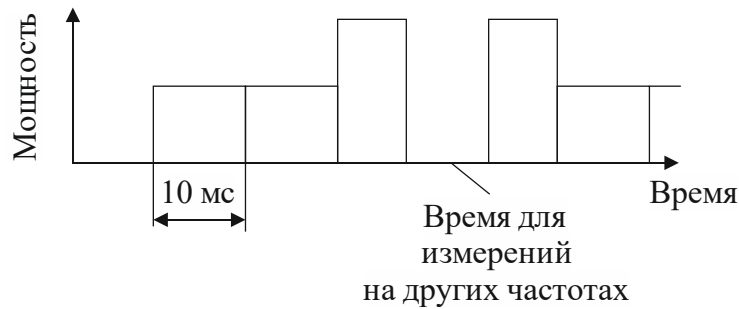 Мощность
10 мс
Время
Время для
измерений
на других частотах